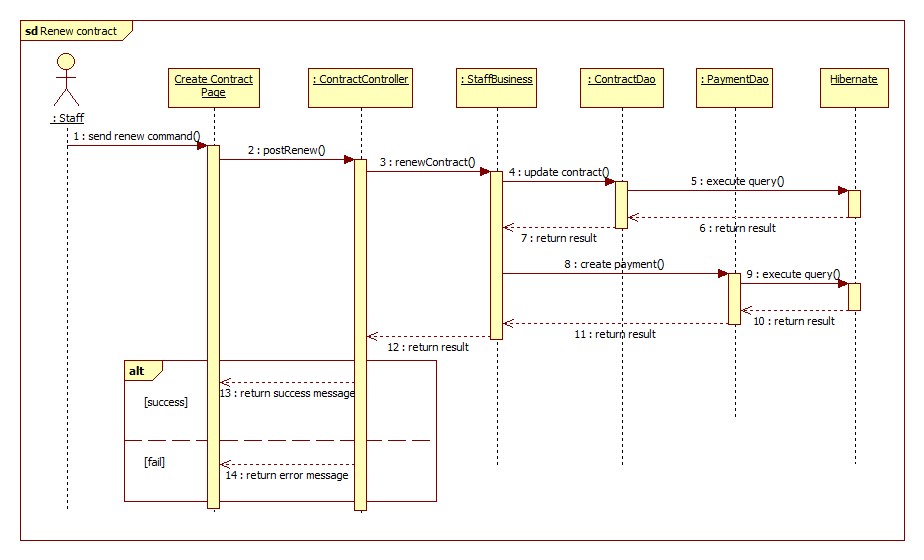 sd Renew contract
: Staff
Create Contract
Page
: ContractController
: StaffBusiness
: ContractDao
: PaymentDao
Hibernate
1 : send renew command()
2 : postRenew()
3 : renewContract()
4 : update contract()
5 : execute query()
6 : return result
7 : return result
8 : create payment()
9 : execute query()
10 : return result
11 : return result
12 : return result
alt
13 : return success message
[success]
[fail]
14 : return error message